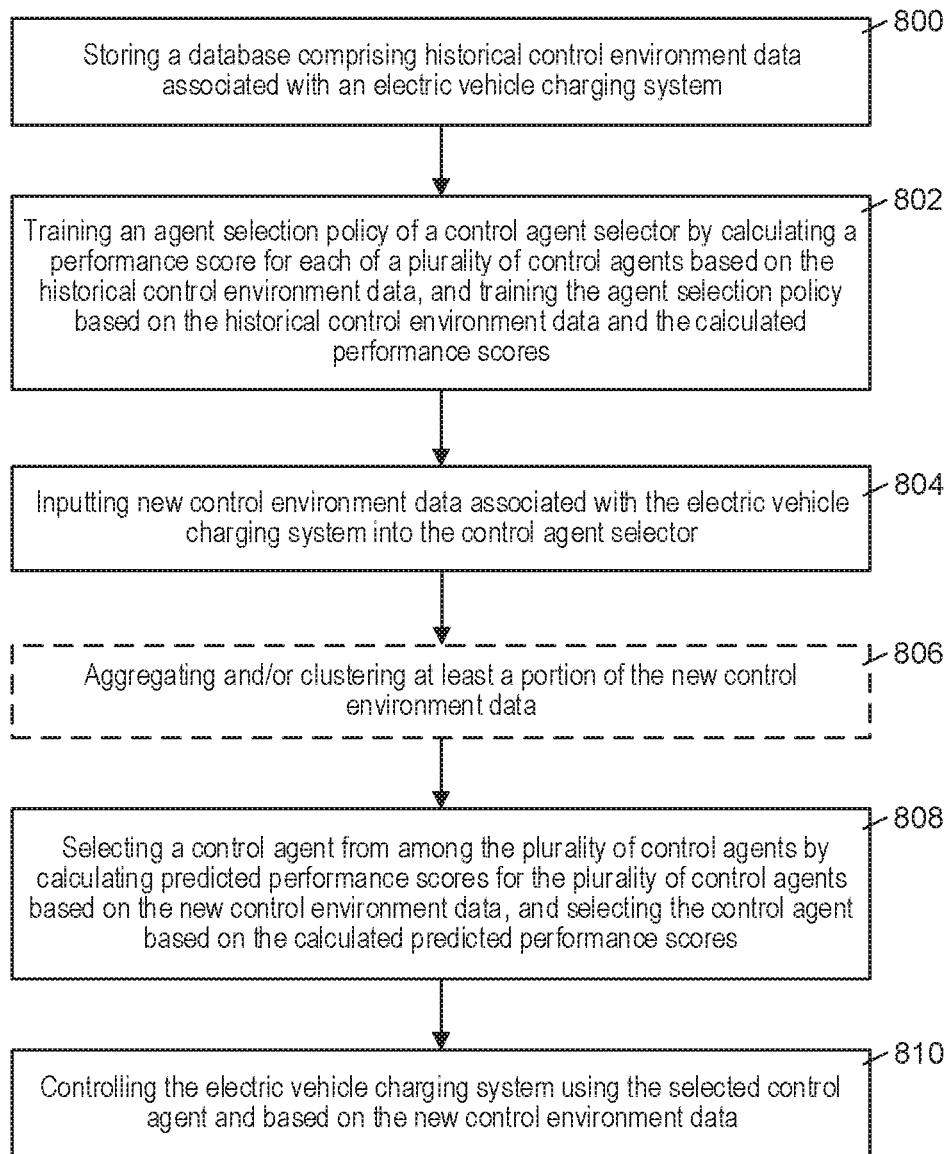 800
Storing a database comprising historical control environment data
associated with an electric vehicle charging system
802
Training an agent selection policy of a control agent selector by calculating a
performance score for each of a plurality of control agents based on the
historical control environment data, and training the agent selection policy
based on the historical control environment data and the calculated
performance scores
804
Inputting new control environment data associated with the electric vehicle
charging system into the control agent selector
806
Aggregating and/or clustering at least a portion of the new control
environment data
808
Selecting a control agent from among the plurality of control agents by
calculating predicted performance scores for the plurality of control agents
based on the new control environment data, and selecting the control agent
based on the calculated predicted performance scores
810
Controlling the electric vehicle charging system using the selected control
agent and based on the new control environment data